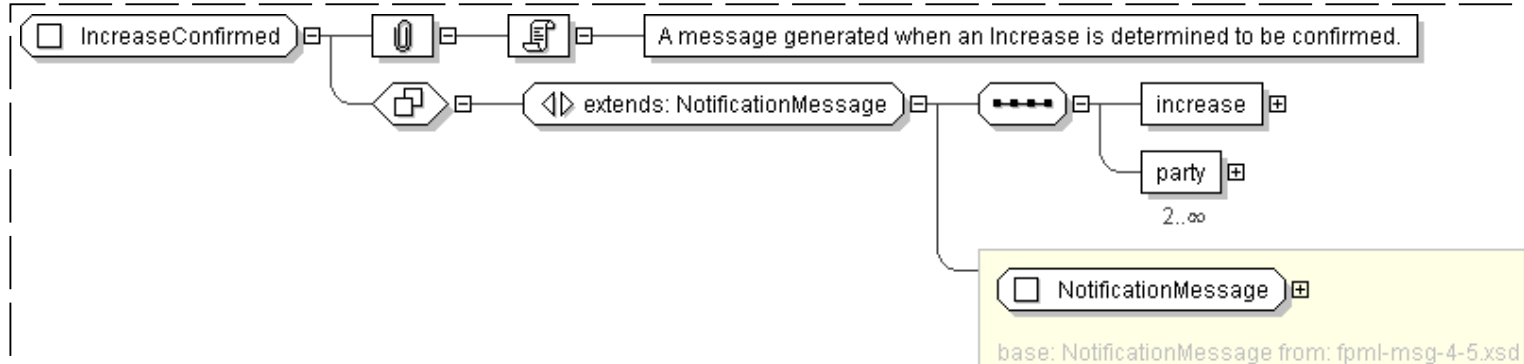 IncreaseConfirmed
A message generated when an Increase is determined to be confirmed.
extends: NotificationMessage
increase
party
2..∞
NotificationMessage
base: NotificationMessage from: fpml-msg-4-5.xsd